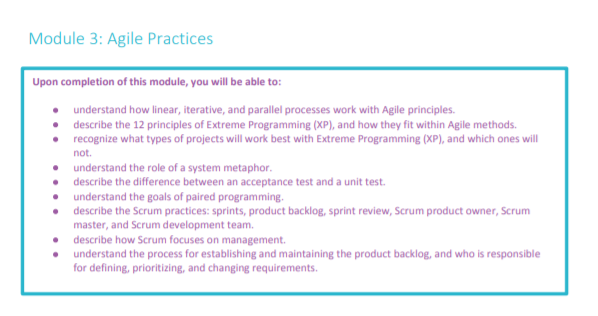 Module 3: Agile Practices
Upon completion of this module, you will be able to:
● understand how linear, iterative, and parallel processes work with Agile principles.
● describe the 12 principles of Extreme Programming (XP), and how they fit within Agile methods.
● recognize what types of projects will work best with Extreme Programming (XP), and which ones will
not.
● understand the role of a system metaphor.
● describe the difference between an acceptance test and a unit test.
● understand the goals of paired programming.
● describe the Scrum practices: sprints, product backlog, sprint review, Scrum product owner, Scrum
master, and Scrum development team.
● describe how Scrum focuses on management.
● understand the process for establishing and maintaining the product backlog, and who is responsible
for defining, prioritizing, and changing requirements.